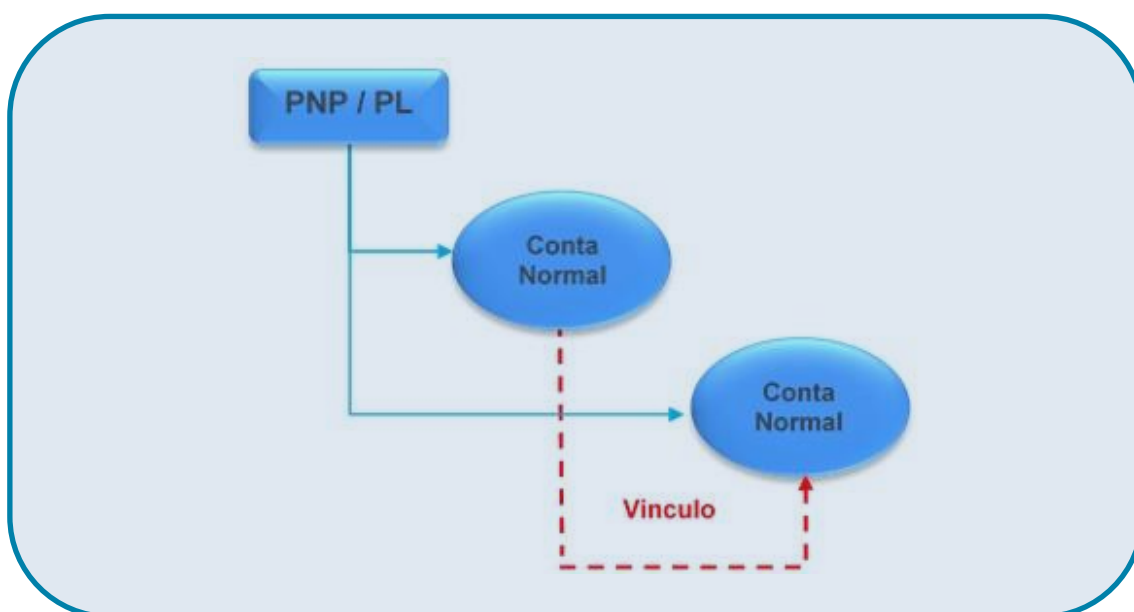 PNP / PL
Conta
Normal
Conta
Normal
Vinculo